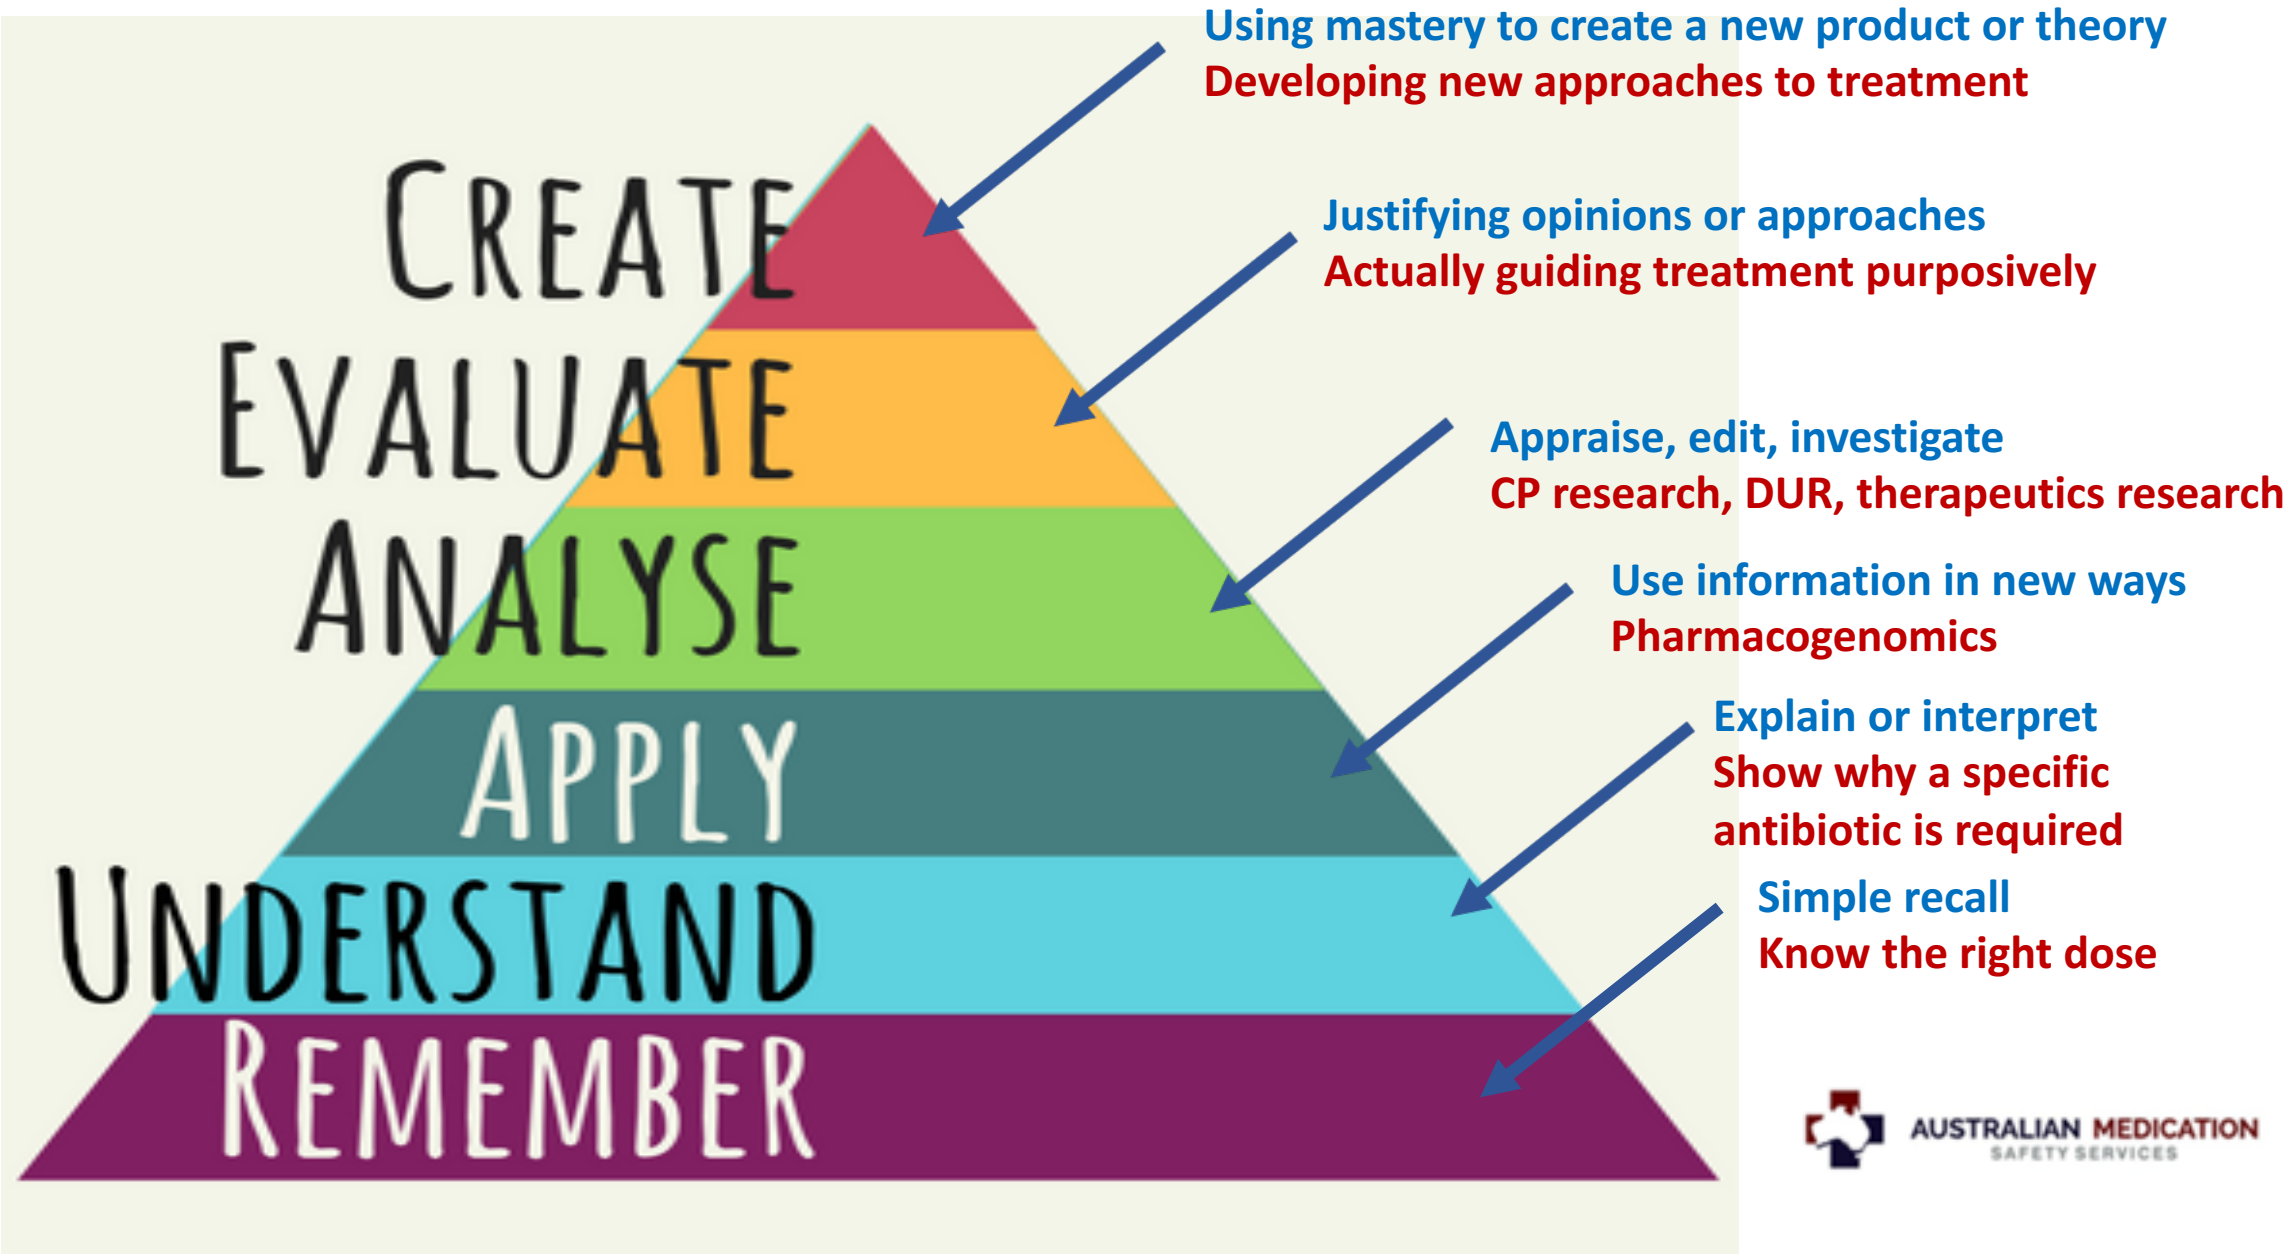 Using mastery to create a new product or theory
Developing new approaches to treatment
CREATE
Justifying opinions or approaches
Actually guiding treatment purposively
EVALUATE
Appraise, edit, investigate
CP research, DUR, therapeutics research
ANALYSE
Use information in new ways
Pharmacogenomics
APPLY
Explain or interpret
Show why a specific
antibiotic is required
UNDERSTAND
Simple recall
Know the right dose
REMEMBER
AUSTRALIAN MEDICATION
SAFETY SERVICES